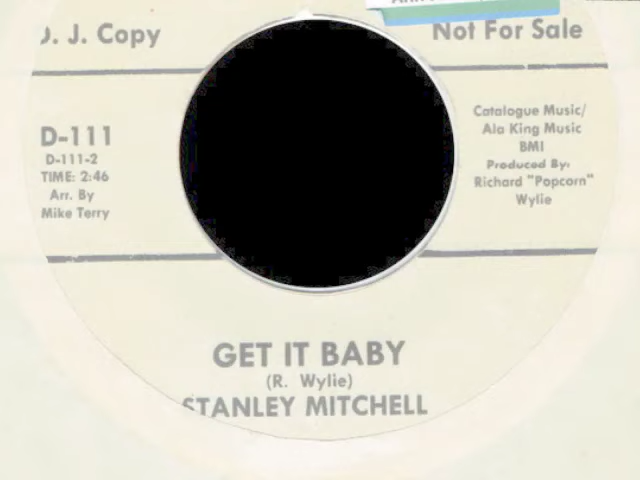 D. J. Copy
Not For Sale
D-111
D-111-2
TIME: 2:46
Arr. By
Mike Terry
Catalogue Music/
Ala King Music
BMI
Produced By:
Richard "Popcorn"
Wylie
GET IT BABY
(R. Wylie)
STANLEY MITCHELL